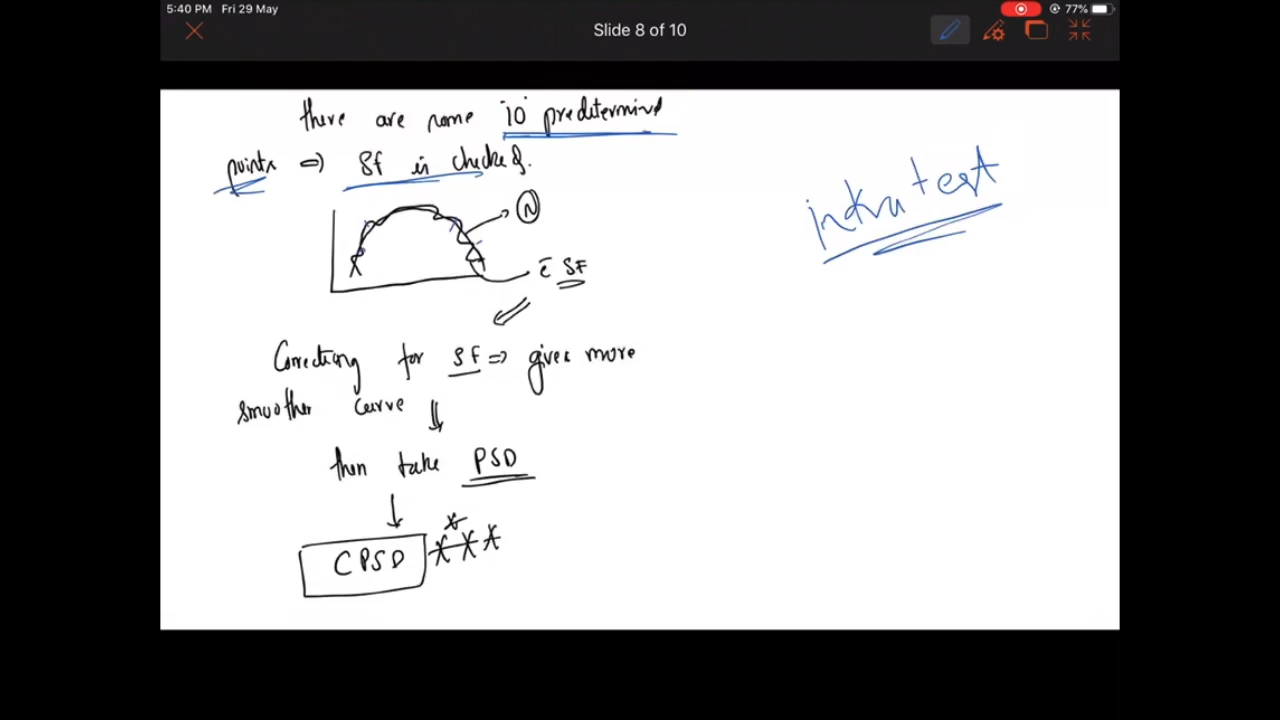 5:40 PM Fri 29 May
77%
Slide 8 of 10
there are some "10" predetermined
points ⇒ SF is checked.
intra test
N
c̄ SF
Correcting for SF ⇒ gives more
smoother curve
then take PSD
CPSD